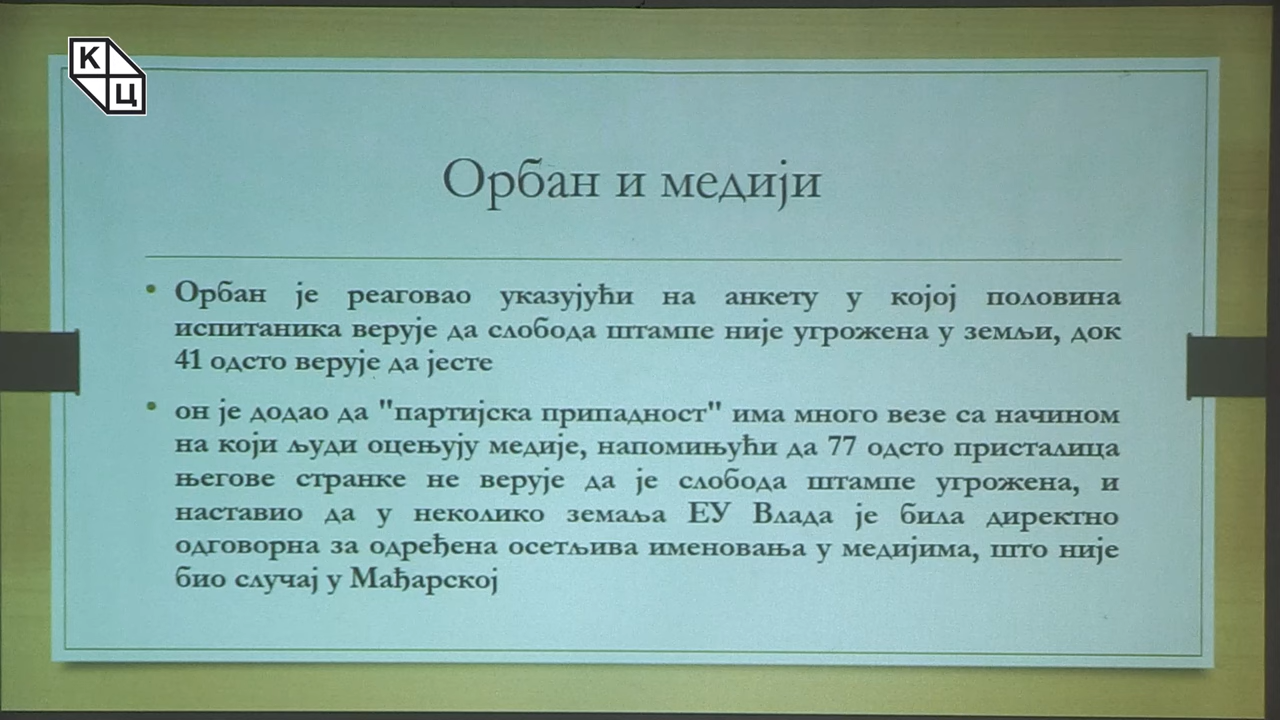 К
Ц
Орбан и медији
• Орбан је реаговао указујући на анкету у којој половина
испитаника верује да слобода штампе није угрожена у земљи, док
41 одсто верује да јесте
• он је додао да "партијска припадност" има много везе са начином
на који људи оцењују медије, напомињући да 77 одсто присталица
његове странке не верује да је слобода штампе угрожена, и
наставио да у неколико земаља ЕУ Влада је била директно
одговорна за одређена осетљива именовања у медијима, што није
био случај у Мађарској